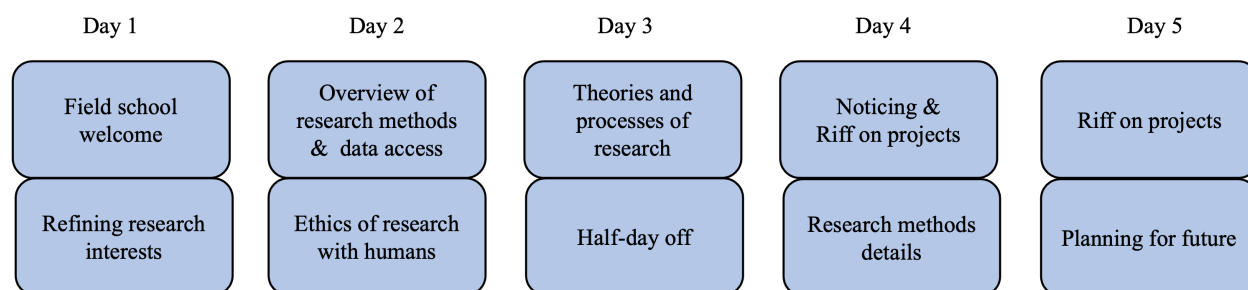 Day 1
Day 2
Day 3
Day 4
Day 5
Field school
welcome
Overview of
research methods
& data access
Theories and
processes of
research
Noticing &
Riff on projects
Riff on projects
Refining research
interests
Ethics of research
with humans
Half-day off
Research methods
details
Planning for future